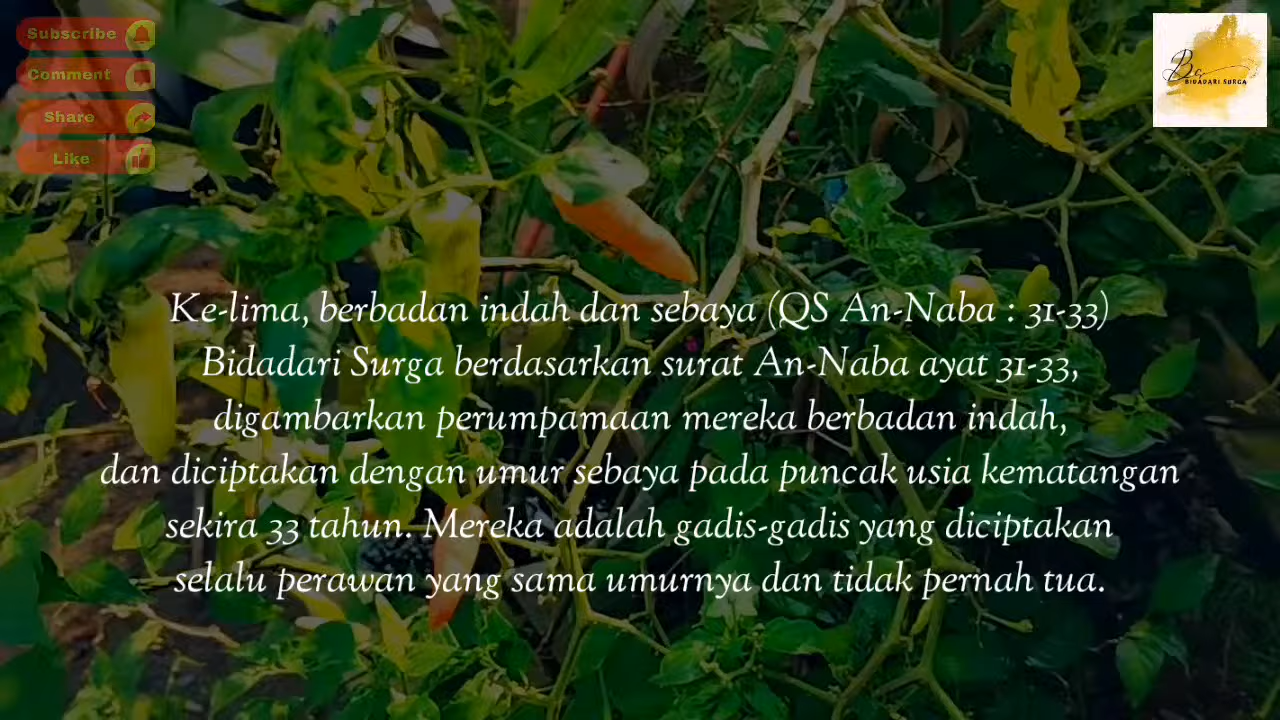 Subscribe
Comment
Share
Like
BIDADARI SURGA
Ke-lima, berbadan indah dan sebaya (QS An-Naba : 31-33)
Bidadari Surga berdasarkan surat An-Naba ayat 31-33,
digambarkan perumpamaan mereka berbadan indah,
dan diciptakan dengan umur sebaya pada puncak usia kematangan
sekira 33 tahun. Mereka adalah gadis-gadis yang diciptakan
selalu perawan yang sama umurnya dan tidak pernah tua.